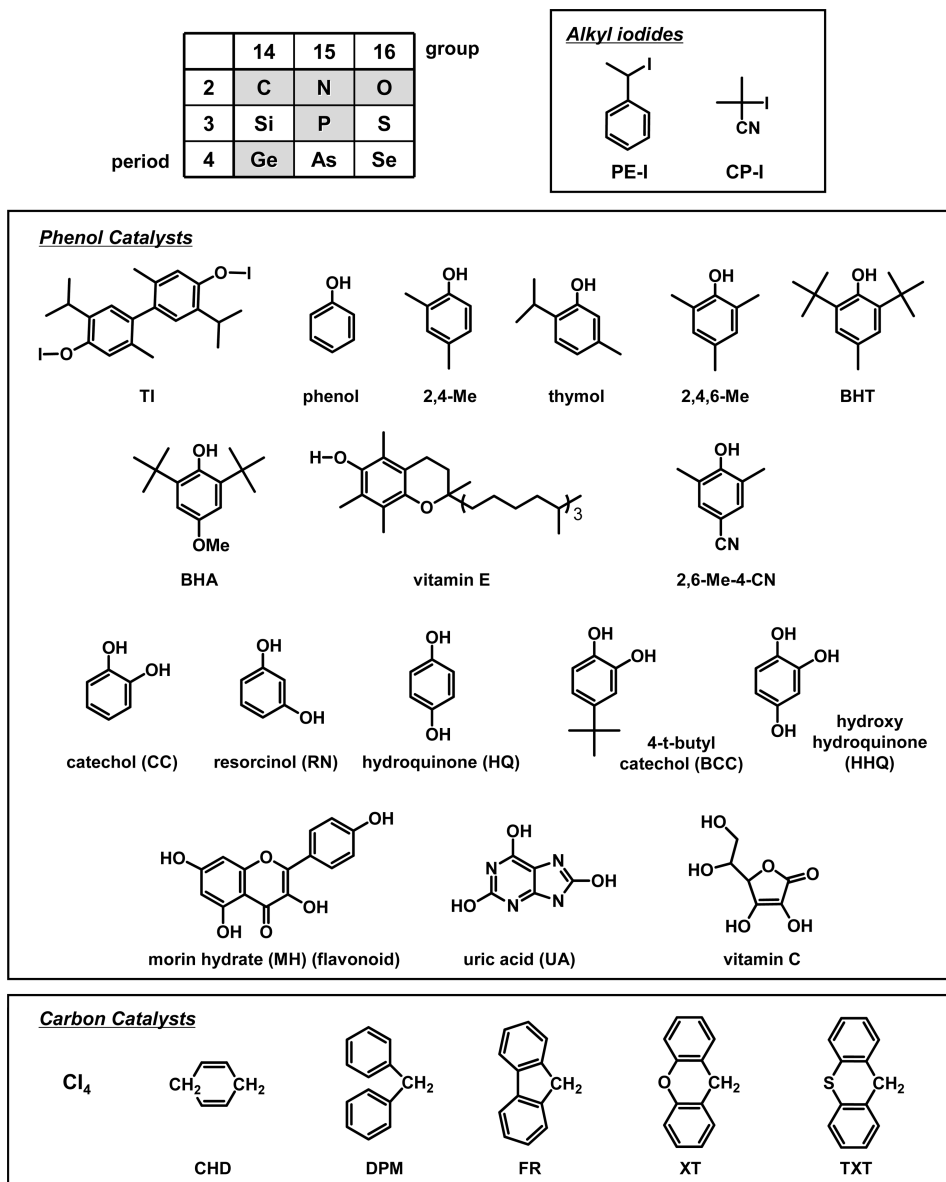 14 15 16 group
2 C N O
3 Si P S
period 4 Ge As Se
Alkyl iodides
I
I
CN
PE-I CP-I
Phenol Catalysts
O I
I O
OH
OH
OH
OH
OH
TI phenol 2,4-Me thymol 2,4,6-Me BHT
OH
OMe
H O
O
3
OH
CN
BHA vitamin E 2,6-Me-4-CN
OH
OH
OH
OH
OH
OH
OH
OH
OH
OH
OH
catechol (CC) resorcinol (RN) hydroquinone (HQ)
4-t-butyl
catechol (BCC)
hydroxy
hydroquinone
(HHQ)
OH
HO O
OH
OH O
OH
N N
OH
HO N N
HO
HO O
O
HO OH
morin hydrate (MH) (flavonoid) uric acid (UA) vitamin C
Carbon Catalysts
CI4
CH2 CH2
CH2
CH2
O CH2
S CH2
CHD DPM FR XT TXT